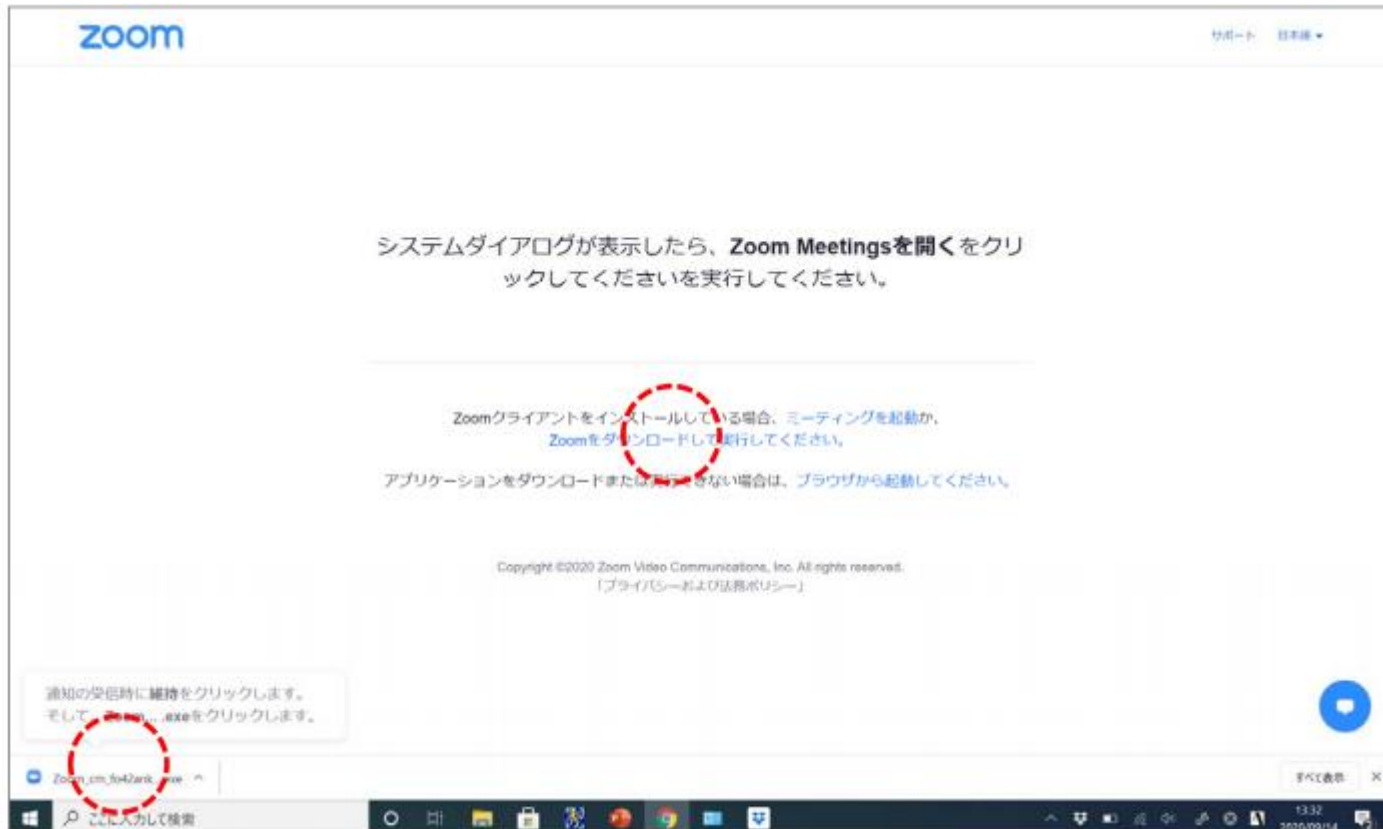 zoom
サポート 日本語
システムダイアログが表示したら、Zoom Meetingsを開くをクリ
ックしてくださいを実行してください。
Zoomクライアントをインストールしている場合、ミーティングを起動か、
Zoomをダウンロードして実行してください。
アプリケーションをダウンロードまたは実行できない場合は、ブラウザから起動してください。
Copyright ©2020 Zoom Video Communications, Inc. All rights reserved.
「プライバシーおよび法務ポリシー」
通知の受信時に維持をクリックします。
そして、Zoom_...exeをクリックします。
.exe
すべて表示
ここに入力して検索
13:32
2020/09/14